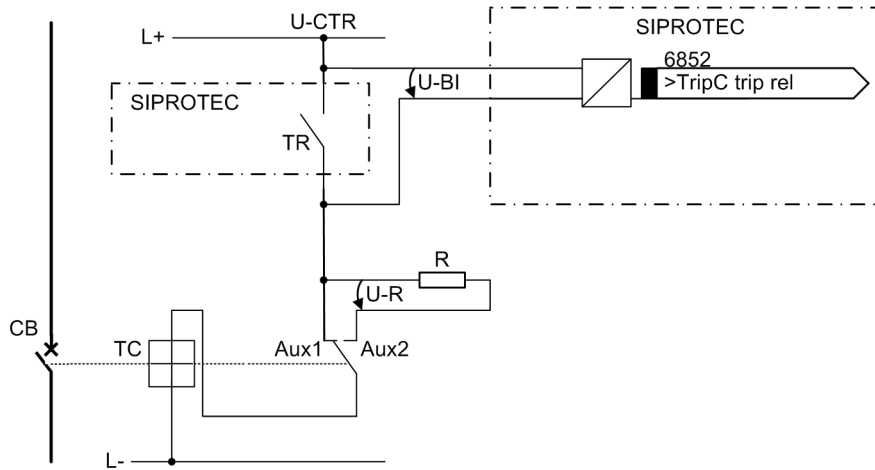 U-CTR
L+
SIPROTEC
6852
>TripC trip rel
U-BI
SIPROTEC
TR
R
U-R
CB
TC
Aux1
Aux2
L-